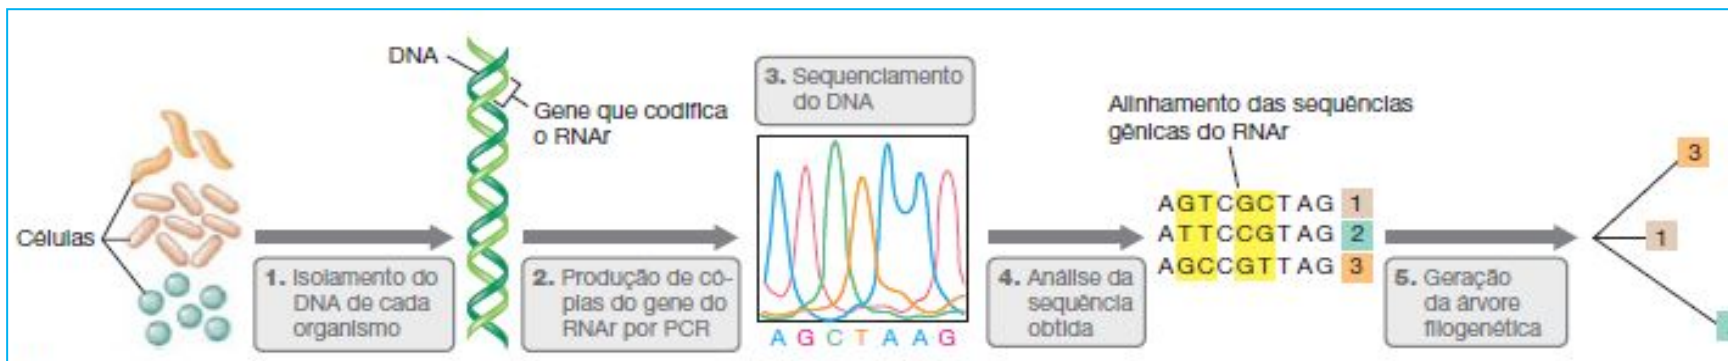 DNA
Gene que codifica
o RNAr
Células
1. Isolamento do
DNA de cada
organismo
2. Produção de có-
pias do gene do
RNAr por PCR
3. Sequenciamento
do DNA
AGCTAAG
4. Análise da
sequência
obtida
Alinhamento das sequências
gênicas do RNAr
AGTCGCTAG 1
ATTCCGTAG 2
AGCCGTTAG 3
5. Geração
da árvore
filogenética
3
1